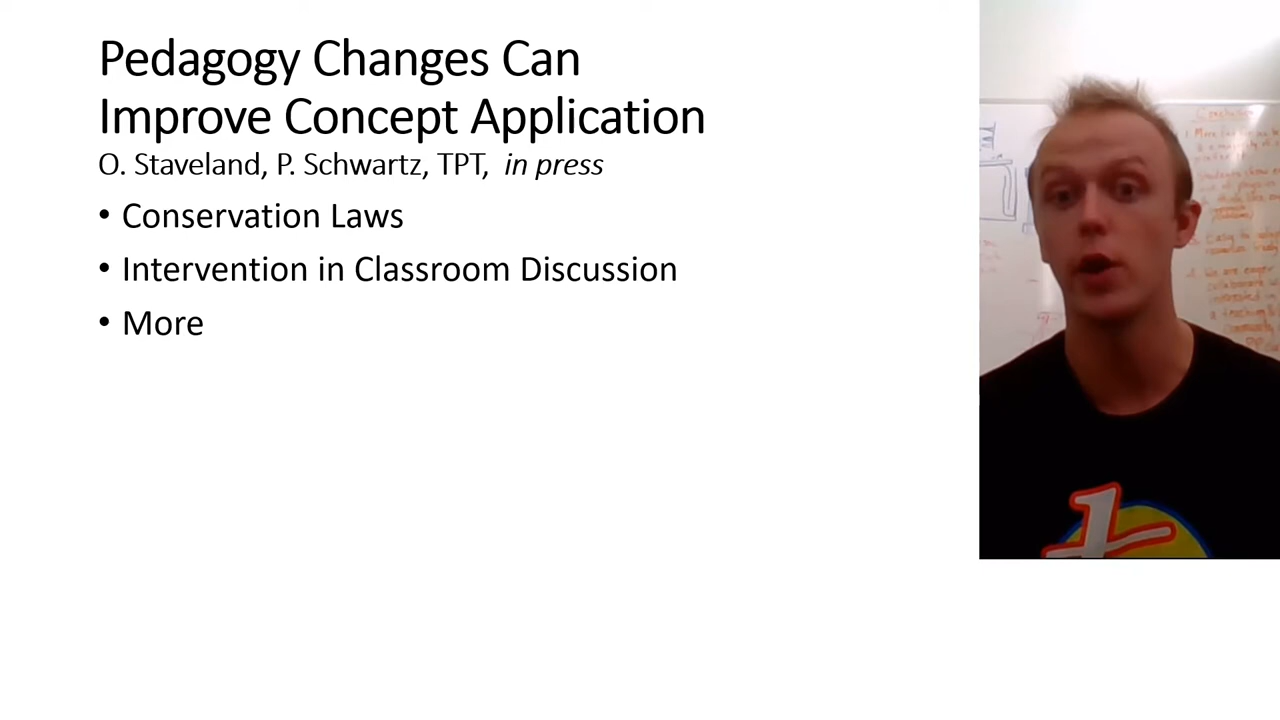 Pedagogy Changes Can
Improve Concept Application
O. Staveland, P. Schwartz, TPT, in press
• Conservation Laws
• Intervention in Classroom Discussion
• More